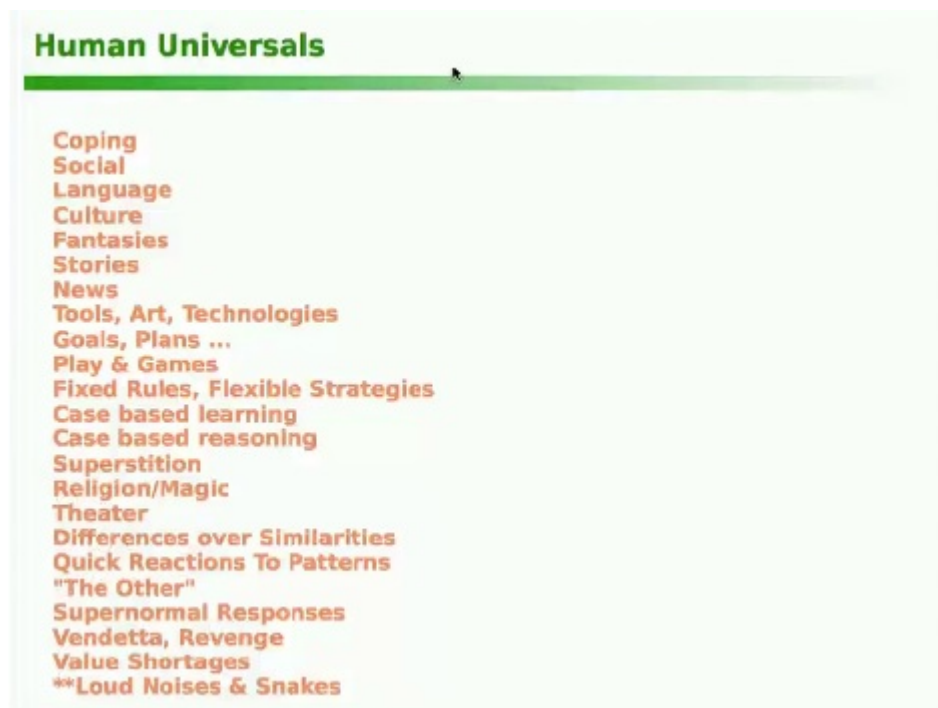 Human Universals
Coping
Social
Language
Culture
Fantasies
Stories
News
Tools, Art, Technologies
Goals, Plans ...
Play & Games
Fixed Rules, Flexible Strategies
Case based learning
Case based reasoning
Superstition
Religion/Magic
Theater
Differences over Similarities
Quick Reactions To Patterns
"The Other"
Supernormal Responses
Vendetta, Revenge
Value Shortages
**Loud Noises & Snakes